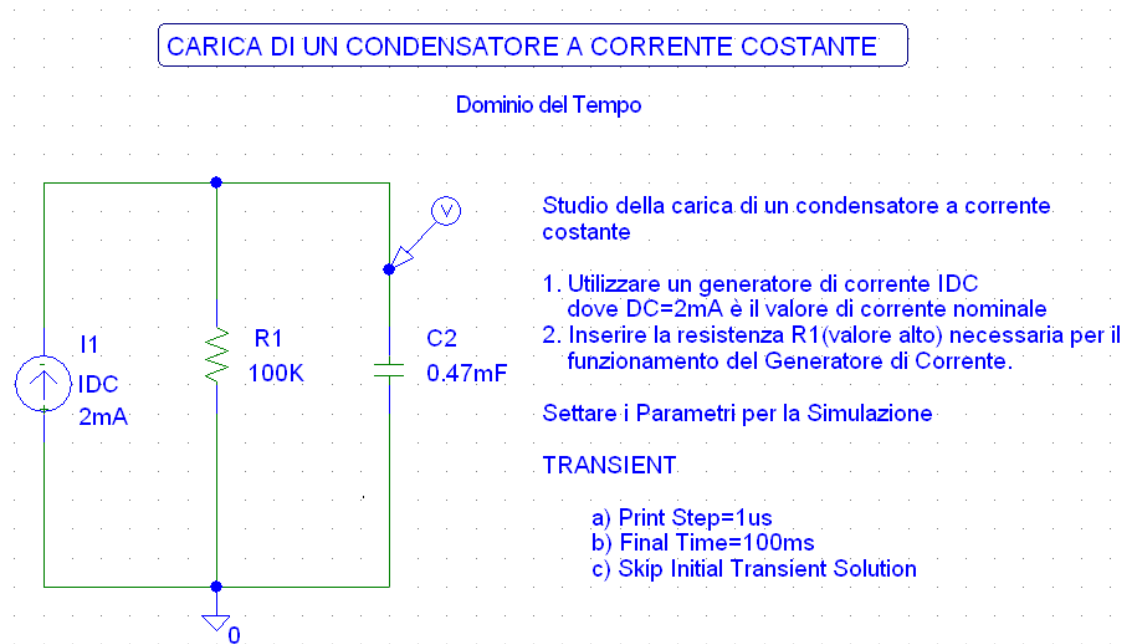 CARICA DI UN CONDENSATORE A CORRENTE COSTANTE
Dominio del Tempo
V
I1
IDC
2mA
R1
100K
C2
0.47mF
0
Studio della carica di un condensatore a corrente
costante
1. Utilizzare un generatore di corrente IDC
dove DC=2mA è il valore di corrente nominale
2. Inserire la resistenza R1(valore alto) necessaria per il
funzionamento del Generatore di Corrente.
Settare i Parametri per la Simulazione
TRANSIENT
a) Print Step=1us
b) Final Time=100ms
c) Skip Initial Transient Solution